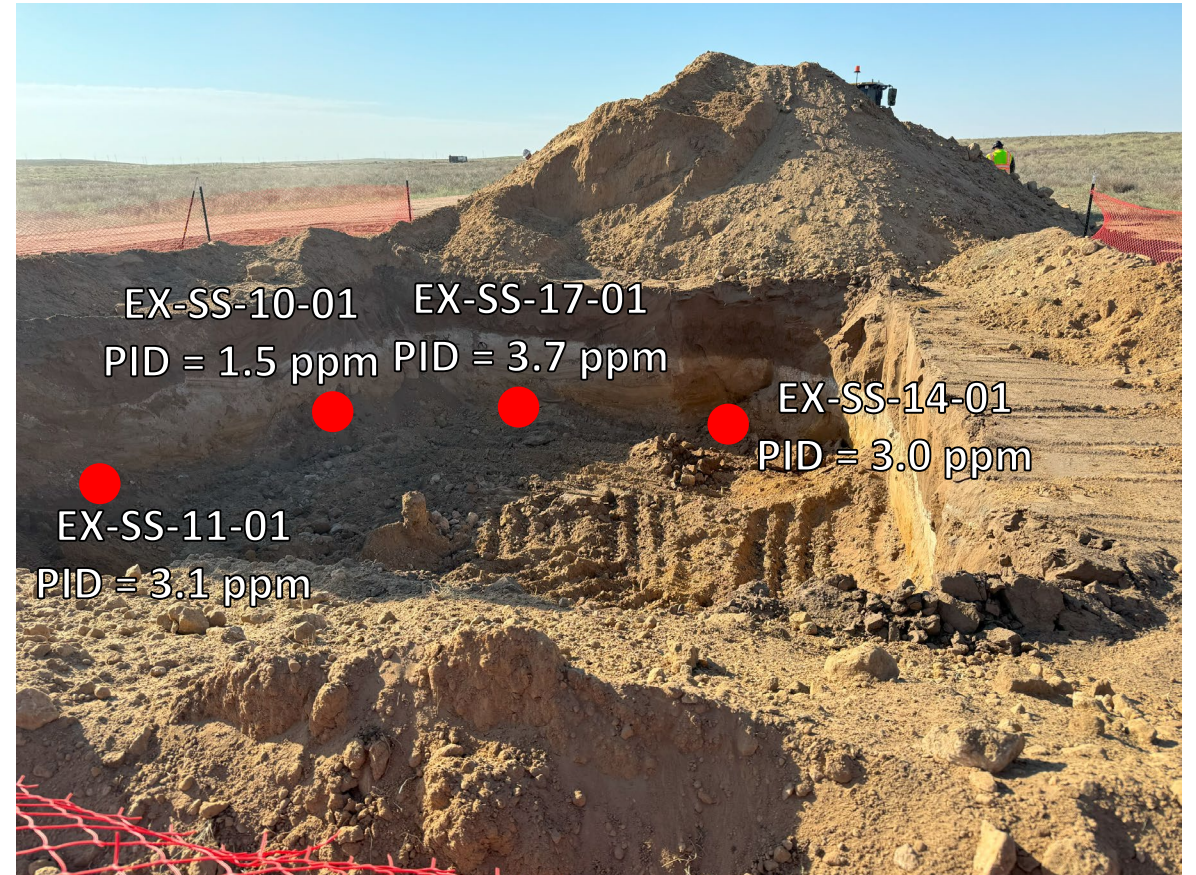 EX-SS-10-01
PID = 1.5 ppm
EX-SS-17-01
PID = 3.7 ppm
EX-SS-14-01
PID = 3.0 ppm
EX-SS-11-01
PID = 3.1 ppm